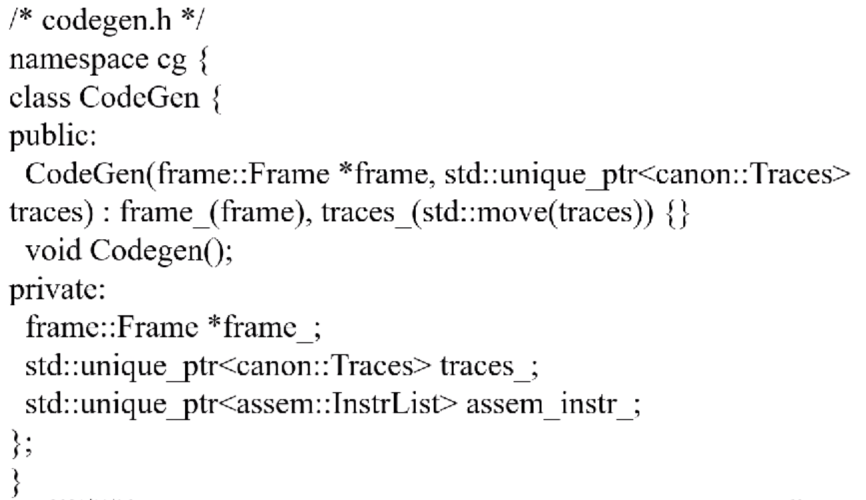 /* codegen.h */
namespace cg {
class CodeGen {
public:
CodeGen(frame::Frame *frame, std::unique_ptr<canon::Traces>
traces) : frame_(frame), traces_(std::move(traces)) {}
void Codegen();
private:
frame::Frame *frame_;
std::unique_ptr<canon::Traces> traces_;
std::unique_ptr<assem::InstrList> assem_instr_;
};
}